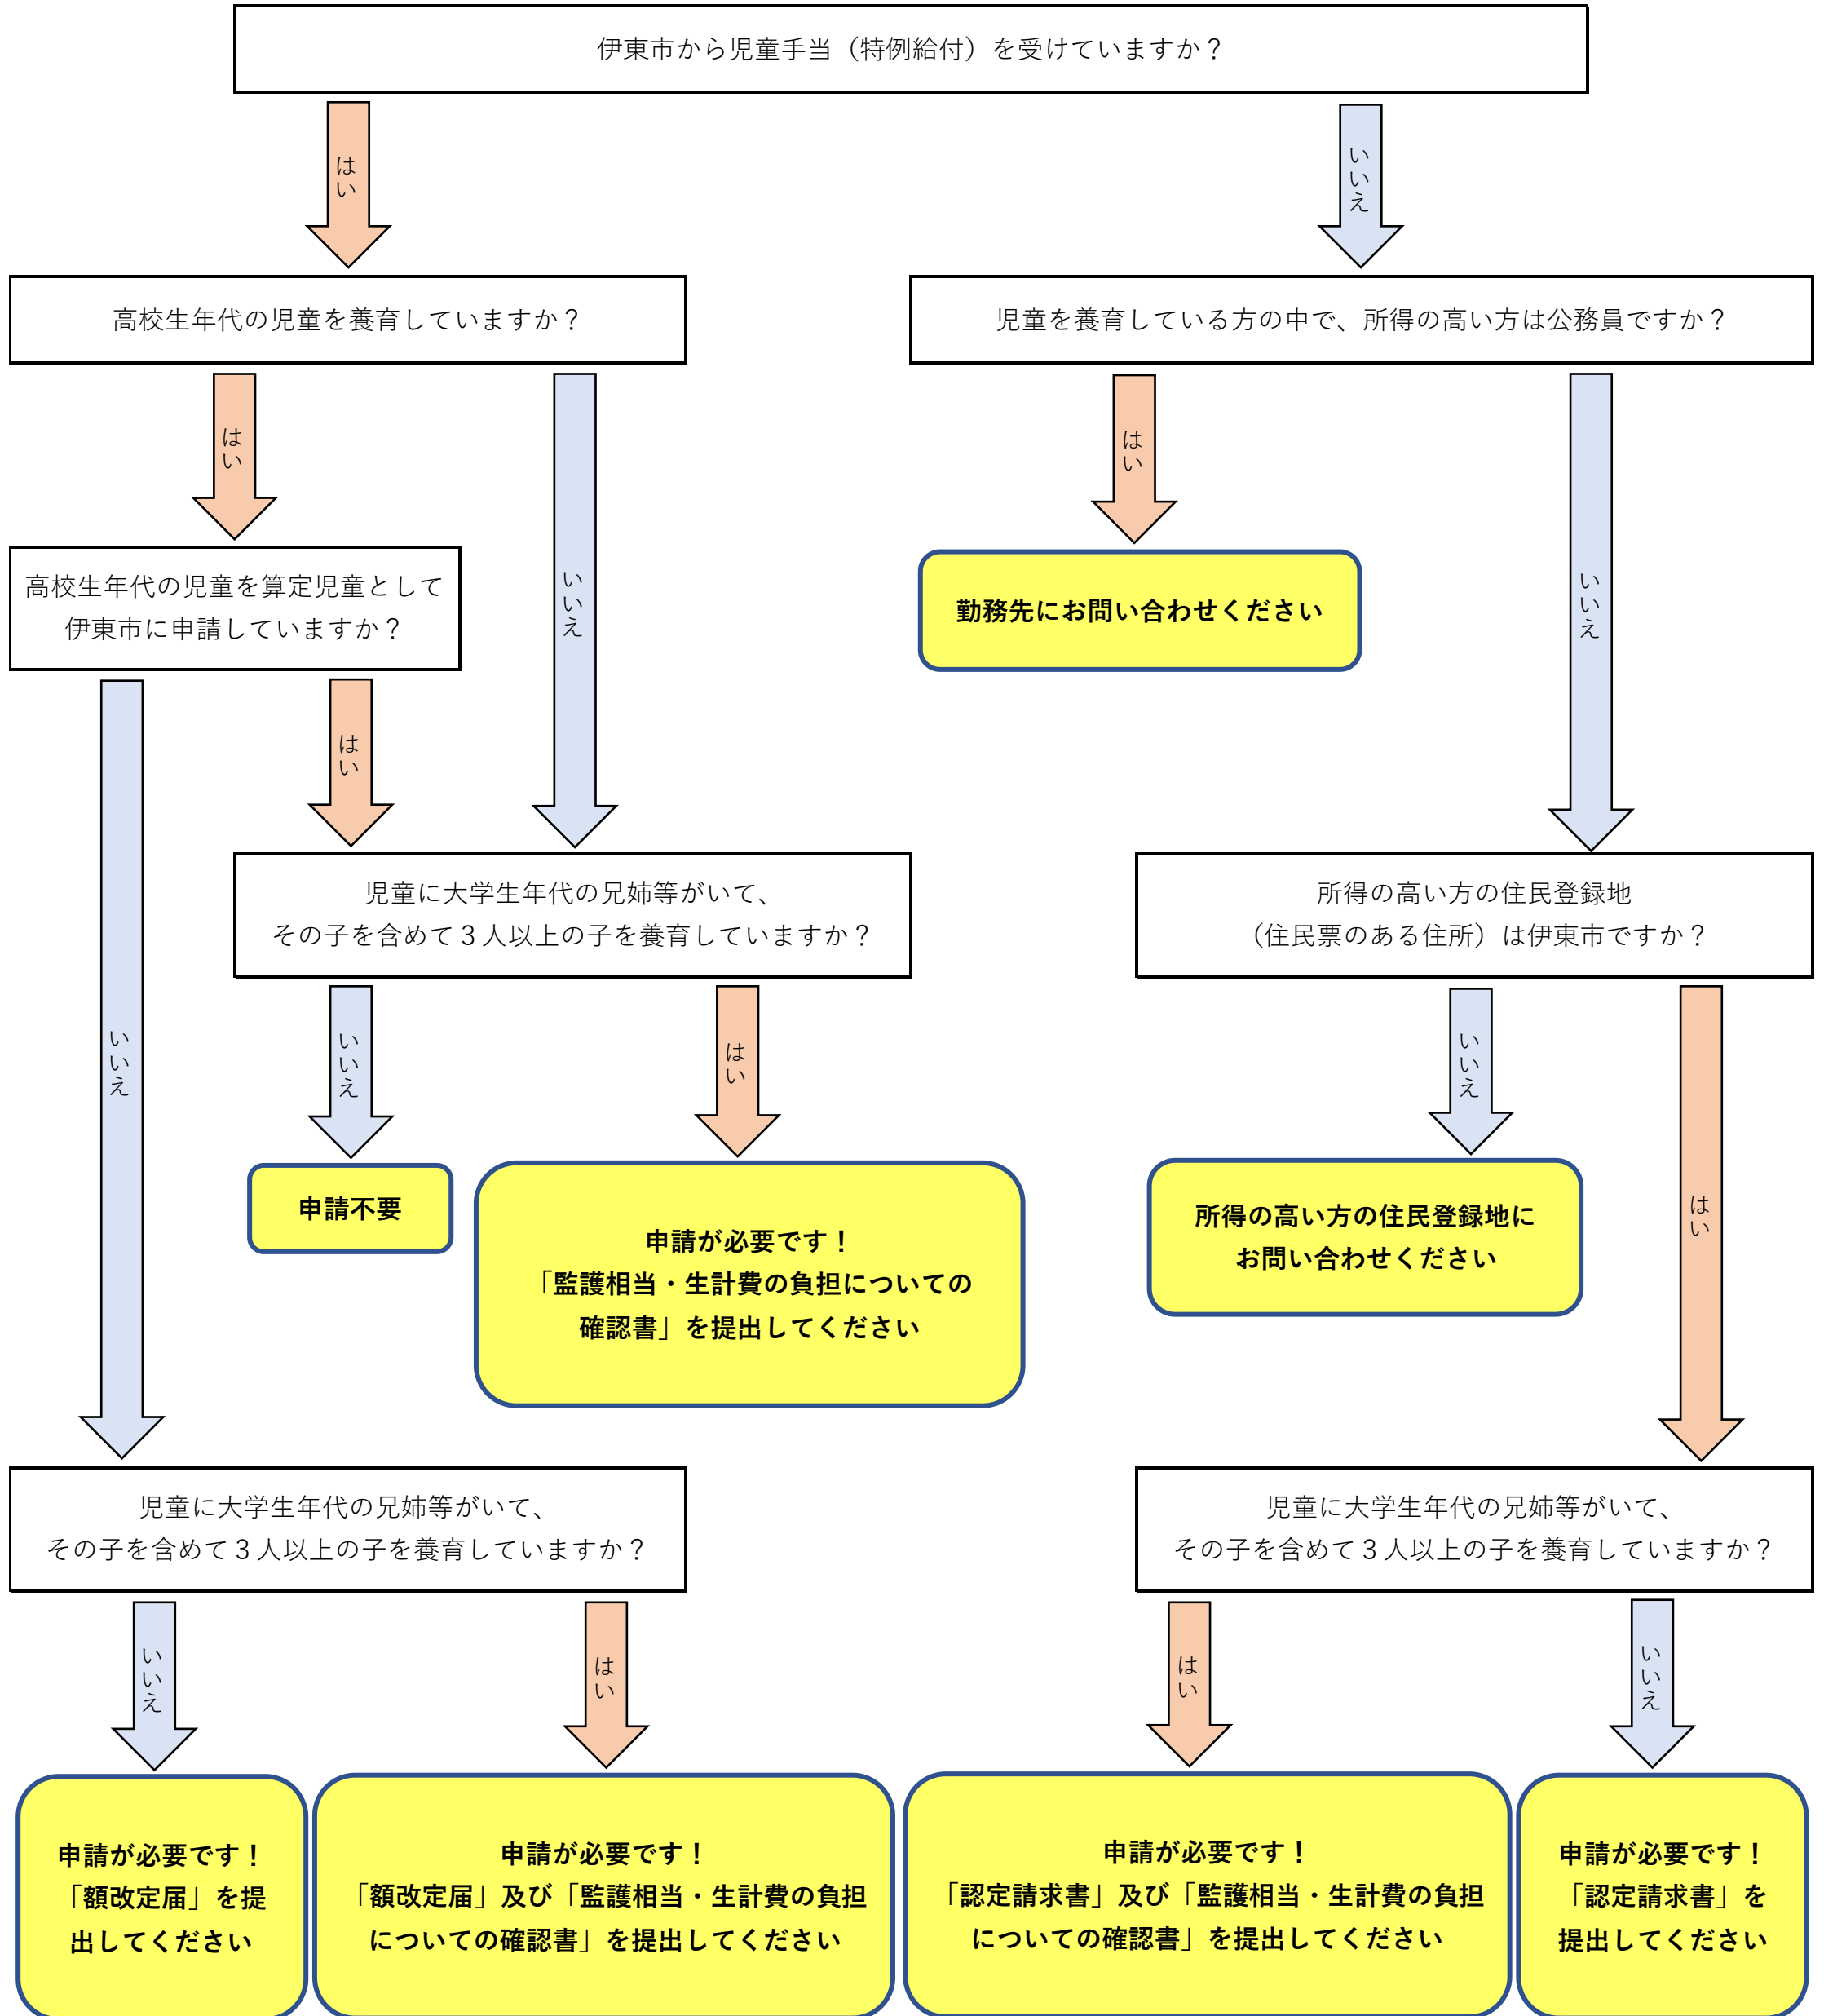 伊東市から児童手当（特例給付）を受けていますか？
はい
いいえ
高校生年代の児童を養育していますか？
児童を養育している方の中で、所得の高い方は公務員ですか？
はい
いいえ
はい
いいえ
高校生年代の児童を算定児童として
伊東市に申請していますか？
勤務先にお問い合わせください
いいえ
はい
児童に大学生年代の兄姉等がいて、
その子を含めて３人以上の子を養育していますか？
所得の高い方の住民登録地
（住民票のある住所）は伊東市ですか？
いいえ
はい
いいえ
はい
申請不要
申請が必要です！
「監護相当・生計費の負担についての
確認書」を提出してください
所得の高い方の住民登録地に
お問い合わせください
児童に大学生年代の兄姉等がいて、
その子を含めて３人以上の子を養育していますか？
児童に大学生年代の兄姉等がいて、
その子を含めて３人以上の子を養育していますか？
いいえ
はい
はい
いいえ
申請が必要です！
「額改定届」を提
出してください
申請が必要です！
「額改定届」及び「監護相当・生計費の負担
についての確認書」を提出してください
申請が必要です！
「認定請求書」及び「監護相当・生計費の負担
についての確認書」を提出してください
申請が必要です！
「認定請求書」を
提出してください